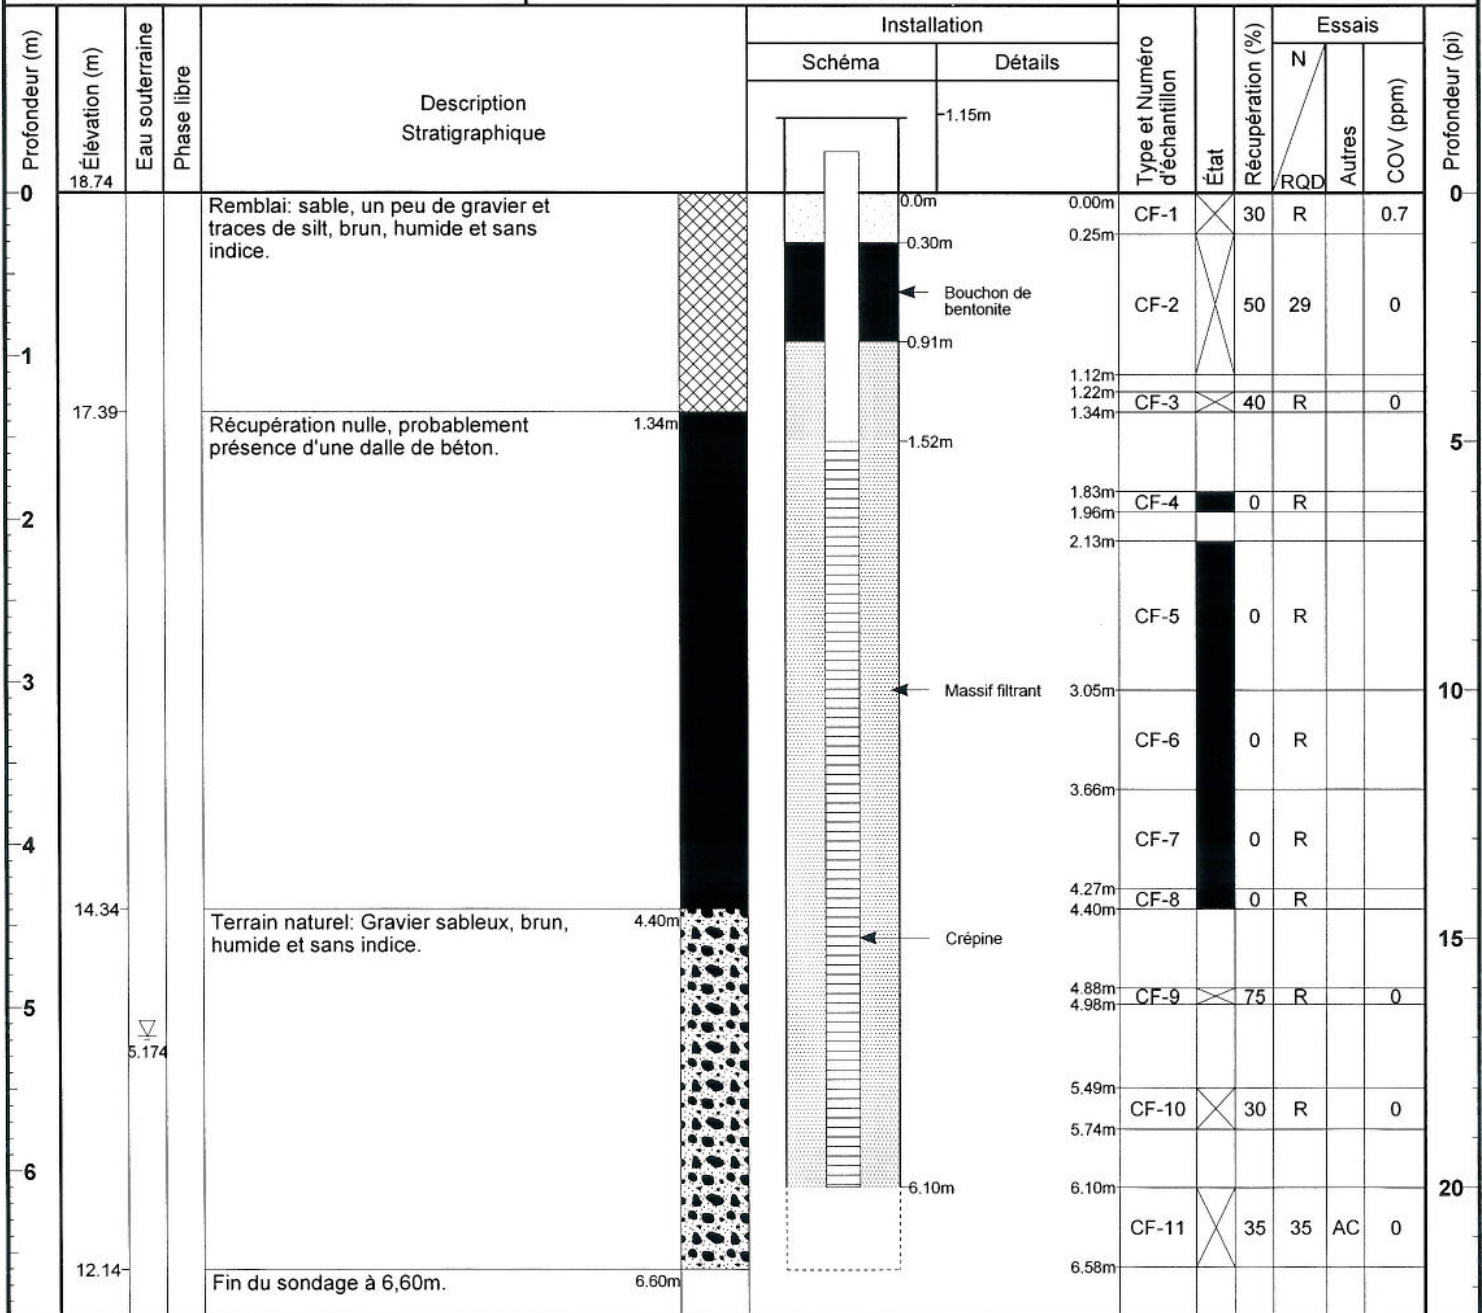 Profondeur (m)
Élévation (m)
Eau souterraine
Phase libre
Description
Stratigraphique
Installation
Schéma
Détails
Type et Numéro
d'échantillon
État
Récupération (%)
Essais
N
RQD
Autres
COV (ppm)
Profondeur (pi)
18.74
1.15m
0
Remblai: sable, un peu de gravier et
traces de silt, brun, humide et sans
indice.
0.0m
0.30m
Bouchon de
bentonite
0.91m
0.00m
CF-1 30 R 0.7
0.25m
CF-2 50 29 0
0
1
1.12m
1.22m
CF-3 40 R 0
1.34m
17.39
Récupération nulle, probablement
présence d'une dalle de béton.
1.34m
1.52m
5
1.83m
CF-4 0 R
1.96m
2
2.13m
CF-5 0 R
3
Massif filtrant
3.05m
10
CF-6 0 R
3.66m
4
CF-7 0 R
4.27m
CF-8 0 R
4.40m
14.34
Terrain naturel: Gravier sableux, brun,
humide et sans indice.
4.40m
Crépine
15
4.88m
CF-9 75 R 0
4.98m
5
5.174
5.49m
CF-10 30 R 0
5.74m
6
6.10m
6.10m
20
CF-11 35 35 AC 0
6.58m
12.14
Fin du sondage à 6,60m.
6.60m